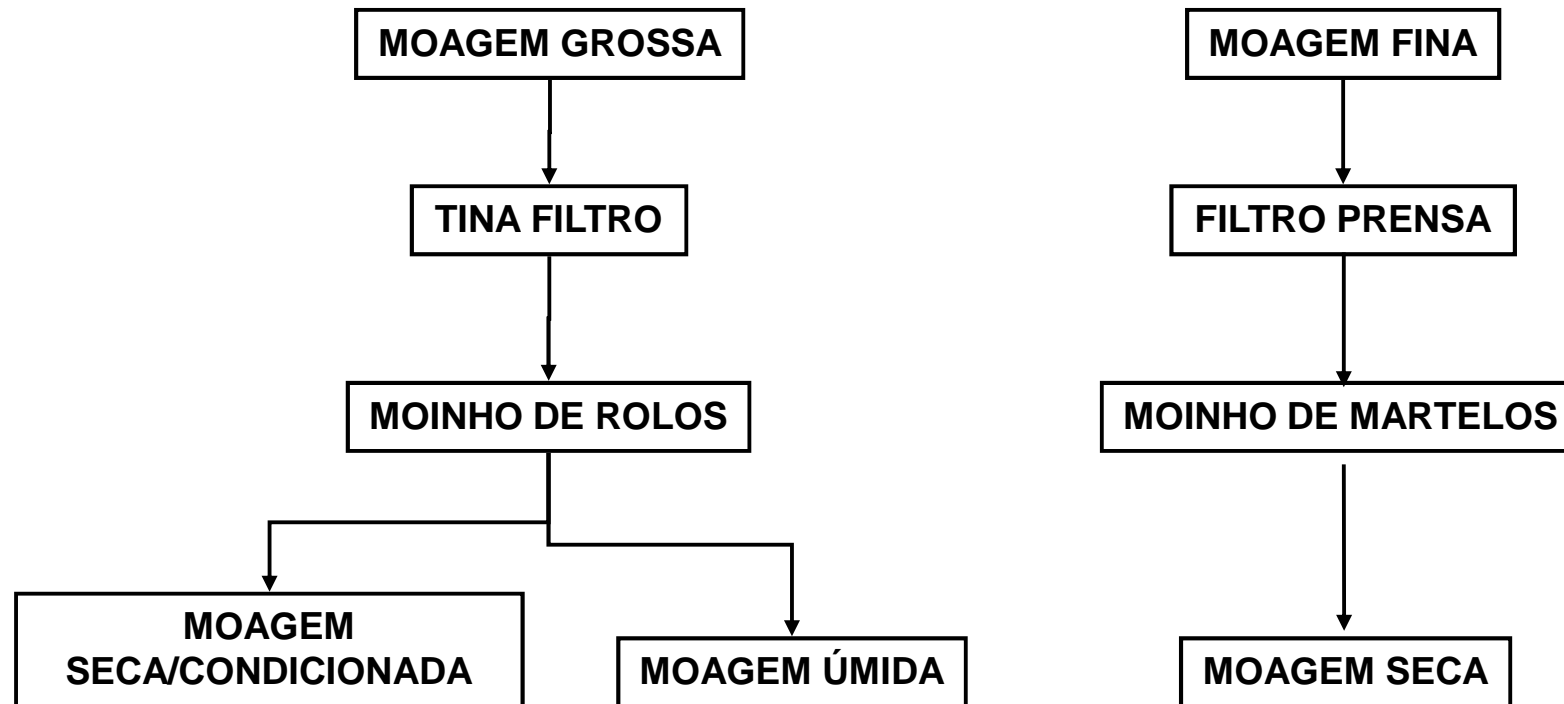 MOAGEM GROSSA
MOAGEM FINA
TINA FILTRO
FILTRO PRENSA
MOINHO DE ROLOS
MOINHO DE MARTELOS
MOAGEM
SECA/CONDICIONADA
MOAGEM ÚMIDA
MOAGEM SECA